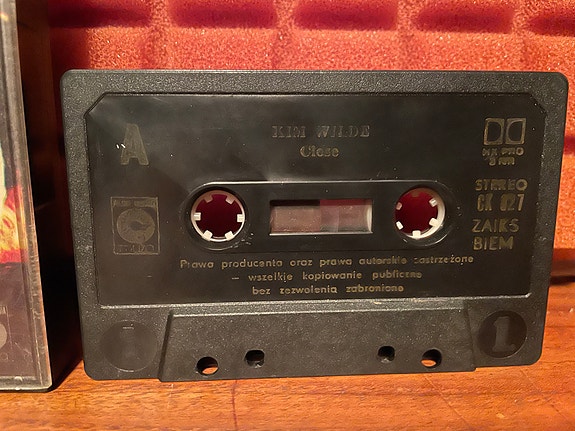 A
KIM WILDE
Close
HX PRO
B NR
STEREO
CK 027
ZAIKS
BIEM
Prawa producenta oraz prawa autorskie zastrzeżone
– wszelkie kopiowanie publiczne
bez zezwolenia zabronione
1